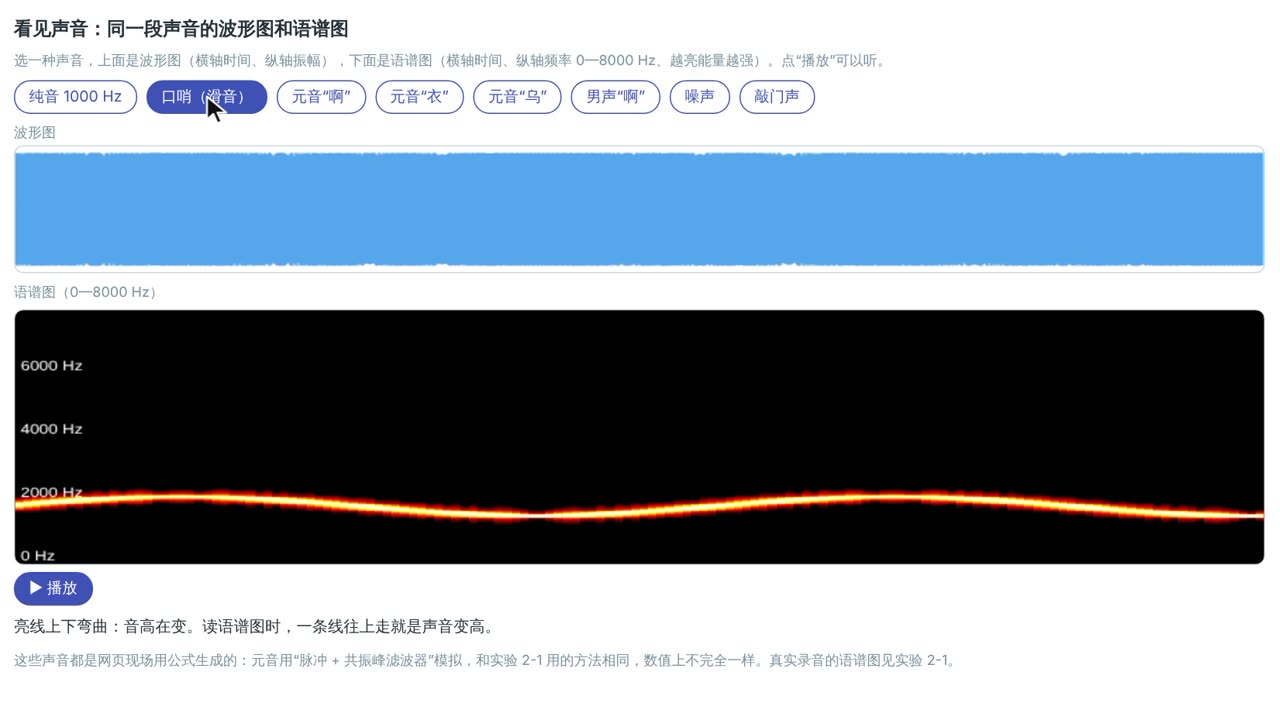 看见声音：同一段声音的波形图和语谱图
选一种声音，上面是波形图（横轴时间、纵轴振幅），下面是语谱图（横轴时间、纵轴频率 0—8000 Hz、越亮能量越强）。点“播放”可以听。
纯音 1000 Hz
口哨（滑音）
元音“啊”
元音“衣”
元音“乌”
男声“啊”
噪声
敲门声
波形图
语谱图（0—8000 Hz）
6000 Hz
4000 Hz
2000 Hz
0 Hz
▶ 播放
亮线上下弯曲：音高在变。读语谱图时，一条线往上走就是声音变高。
这些声音都是网页现场用公式生成的：元音用“脉冲 + 共振峰滤波器”模拟，和实验 2-1 用的方法相同，数值上不完全一样。真实录音的语谱图见实验 2-1。